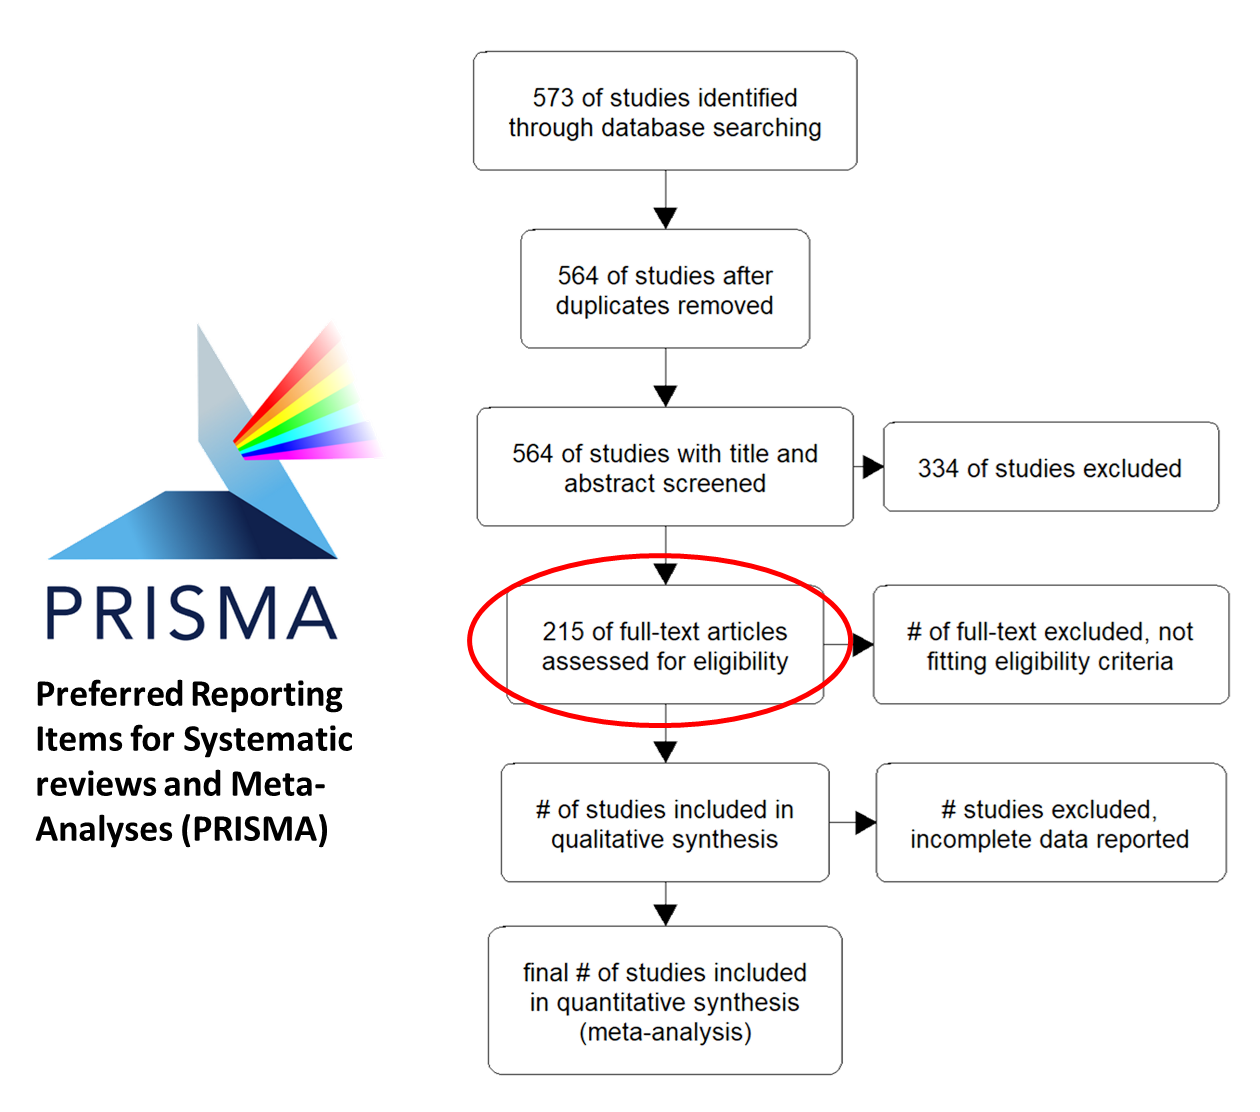 573 of studies identified
through database searching
564 of studies after
duplicates removed
564 of studies with title and
abstract screened
334 of studies excluded
215 of full-text articles
assessed for eligibility
# of full-text excluded, not
fitting eligibility criteria
# of studies included in
qualitative synthesis
# studies excluded,
incomplete data reported
final # of studies included
in quantitative synthesis
(meta-analysis)
PRISMA
Preferred Reporting
Items for Systematic
reviews and Meta-
Analyses (PRISMA)